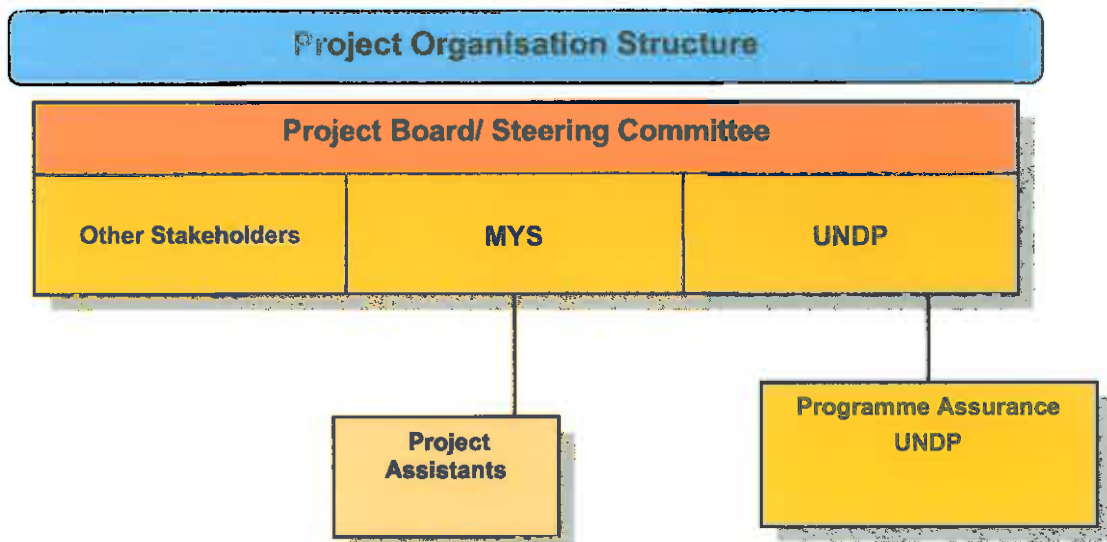 Project Organisation Structure
Project Board/ Steering Committee
Other Stakeholders
MYS
UNDP
Programme Assurance
UNDP
Project
Assistants